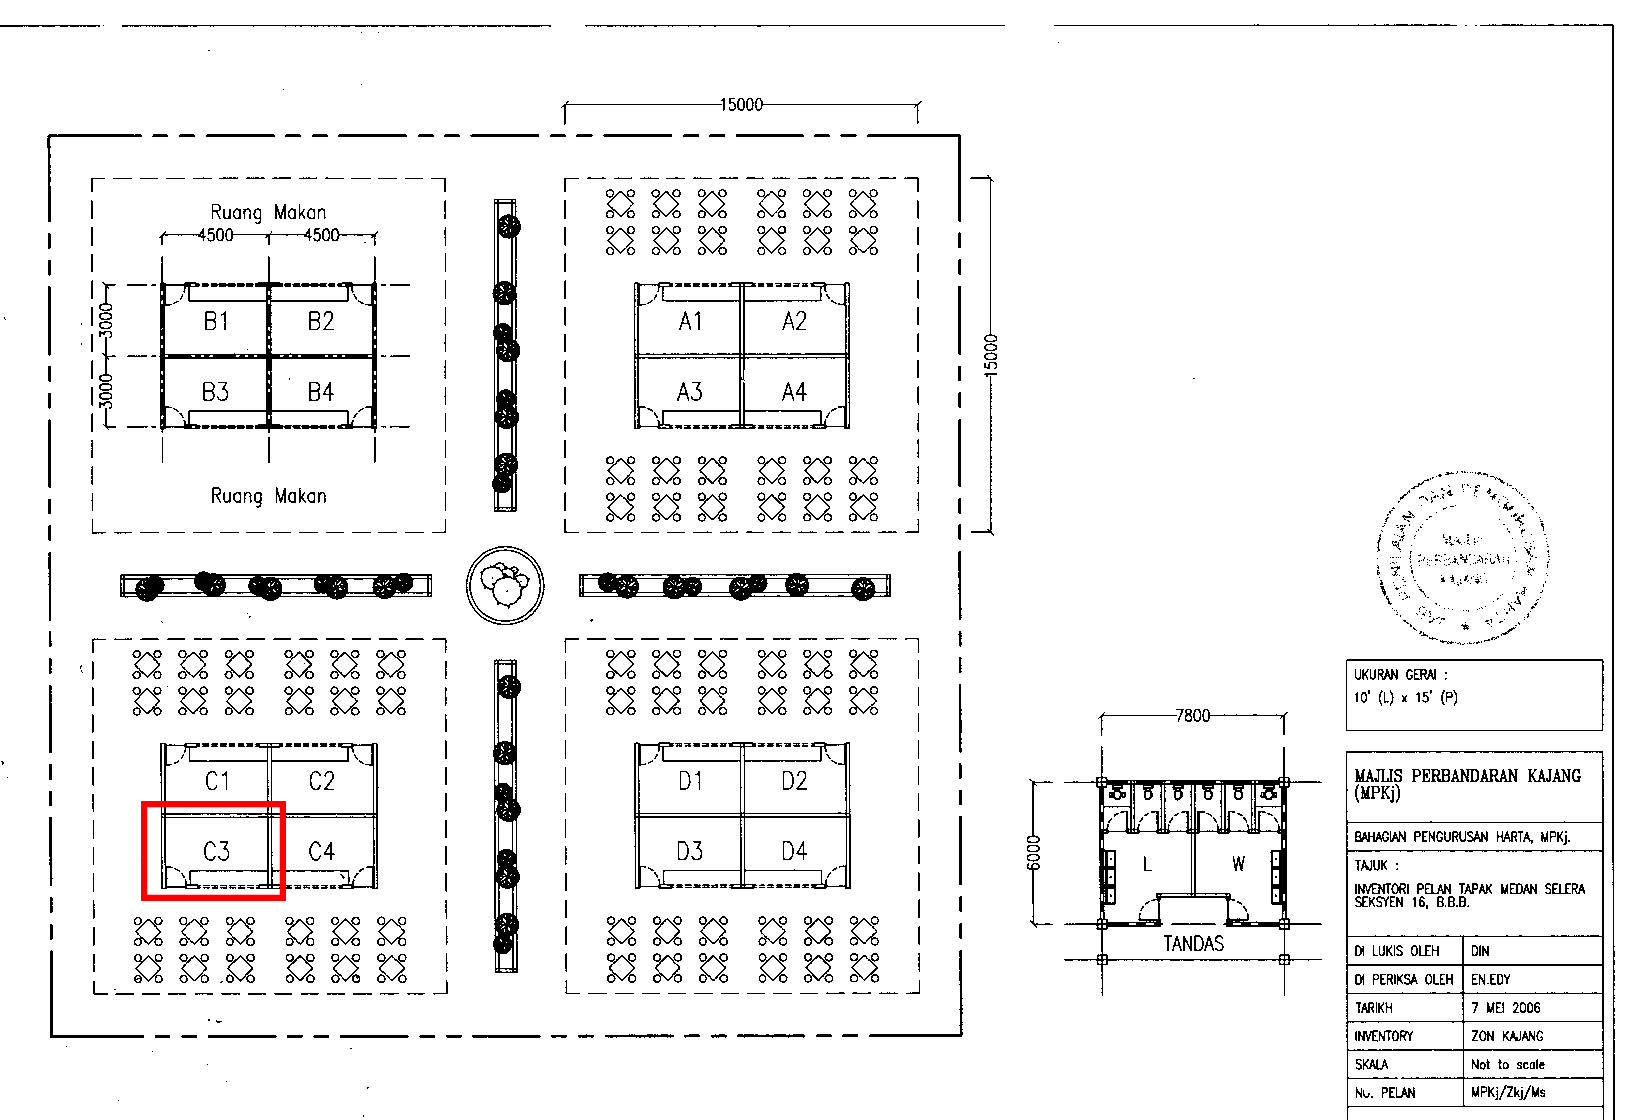 15000
Ruang Makan
4500 4500
3000
B1 B2
3000
B3 B4
Ruang Makan
A1 A2
A3 A4
15000
C1 C2
C3 C4
D1 D2
D3 D4
7800
6000
L W
TANDAS
MAJLIS
PERBANDARAN
KAJANG
UKURAN GERAI :
10' (L) x 15' (P)
MAJLIS PERBANDARAN KAJANG
(MPKj)
BAHAGIAN PENGURUSAN HARTA, MPKj.
TAJUK :
INVENTORI PELAN TAPAK MEDAN SELERA
SEKSYEN 16, B.B.B.
DI LUKIS OLEH DIN
DI PERIKSA OLEH EN.EDY
TARIKH 7 MEI 2006
INVENTORY ZON KAJANG
SKALA Not to scale
No. PELAN MPKj/Zkj/Ms